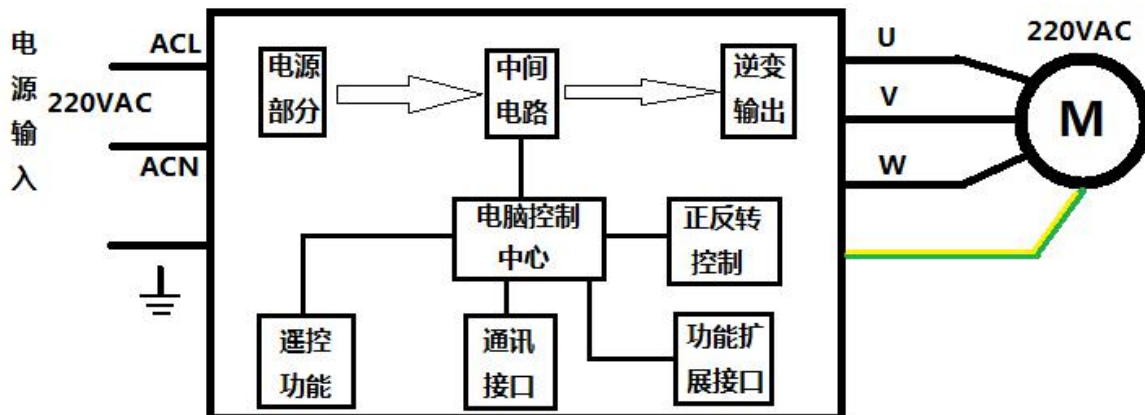 电源输入
ACL
220VAC
ACN
电源
部分
中间
电路
逆变
输出
电脑控制
中心
正反转
控制
遥控
功能
通讯
接口
功能扩
展接口
U
V
W
220VAC
M